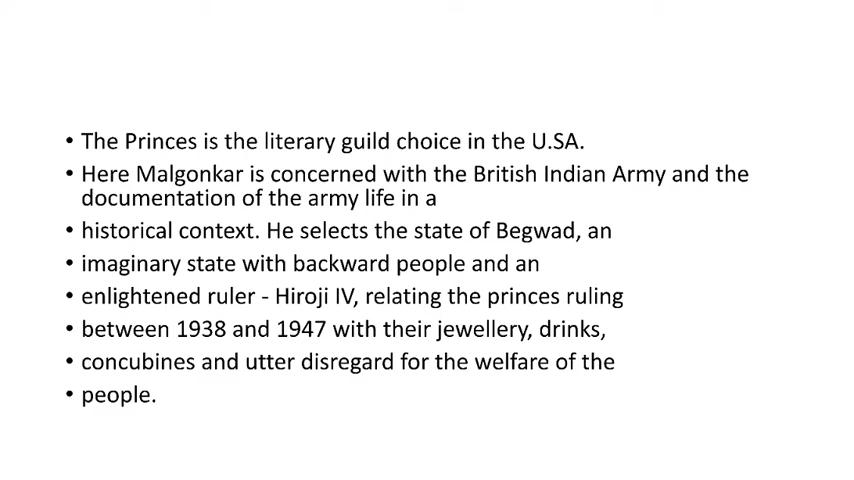 • The Princes is the literary guild choice in the U.SA.
• Here Malgonkar is concerned with the British Indian Army and the
documentation of the army life in a
• historical context. He selects the state of Begwad, an
• imaginary state with backward people and an
• enlightened ruler - Hiroji IV, relating the princes ruling
• between 1938 and 1947 with their jewellery, drinks,
• concubines and utter disregard for the welfare of the
• people.